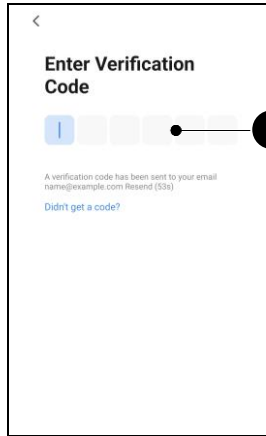 Enter Verification
Code
A verification code has been sent to your email
name@example.com Resend (53s)
Didn't get a code?